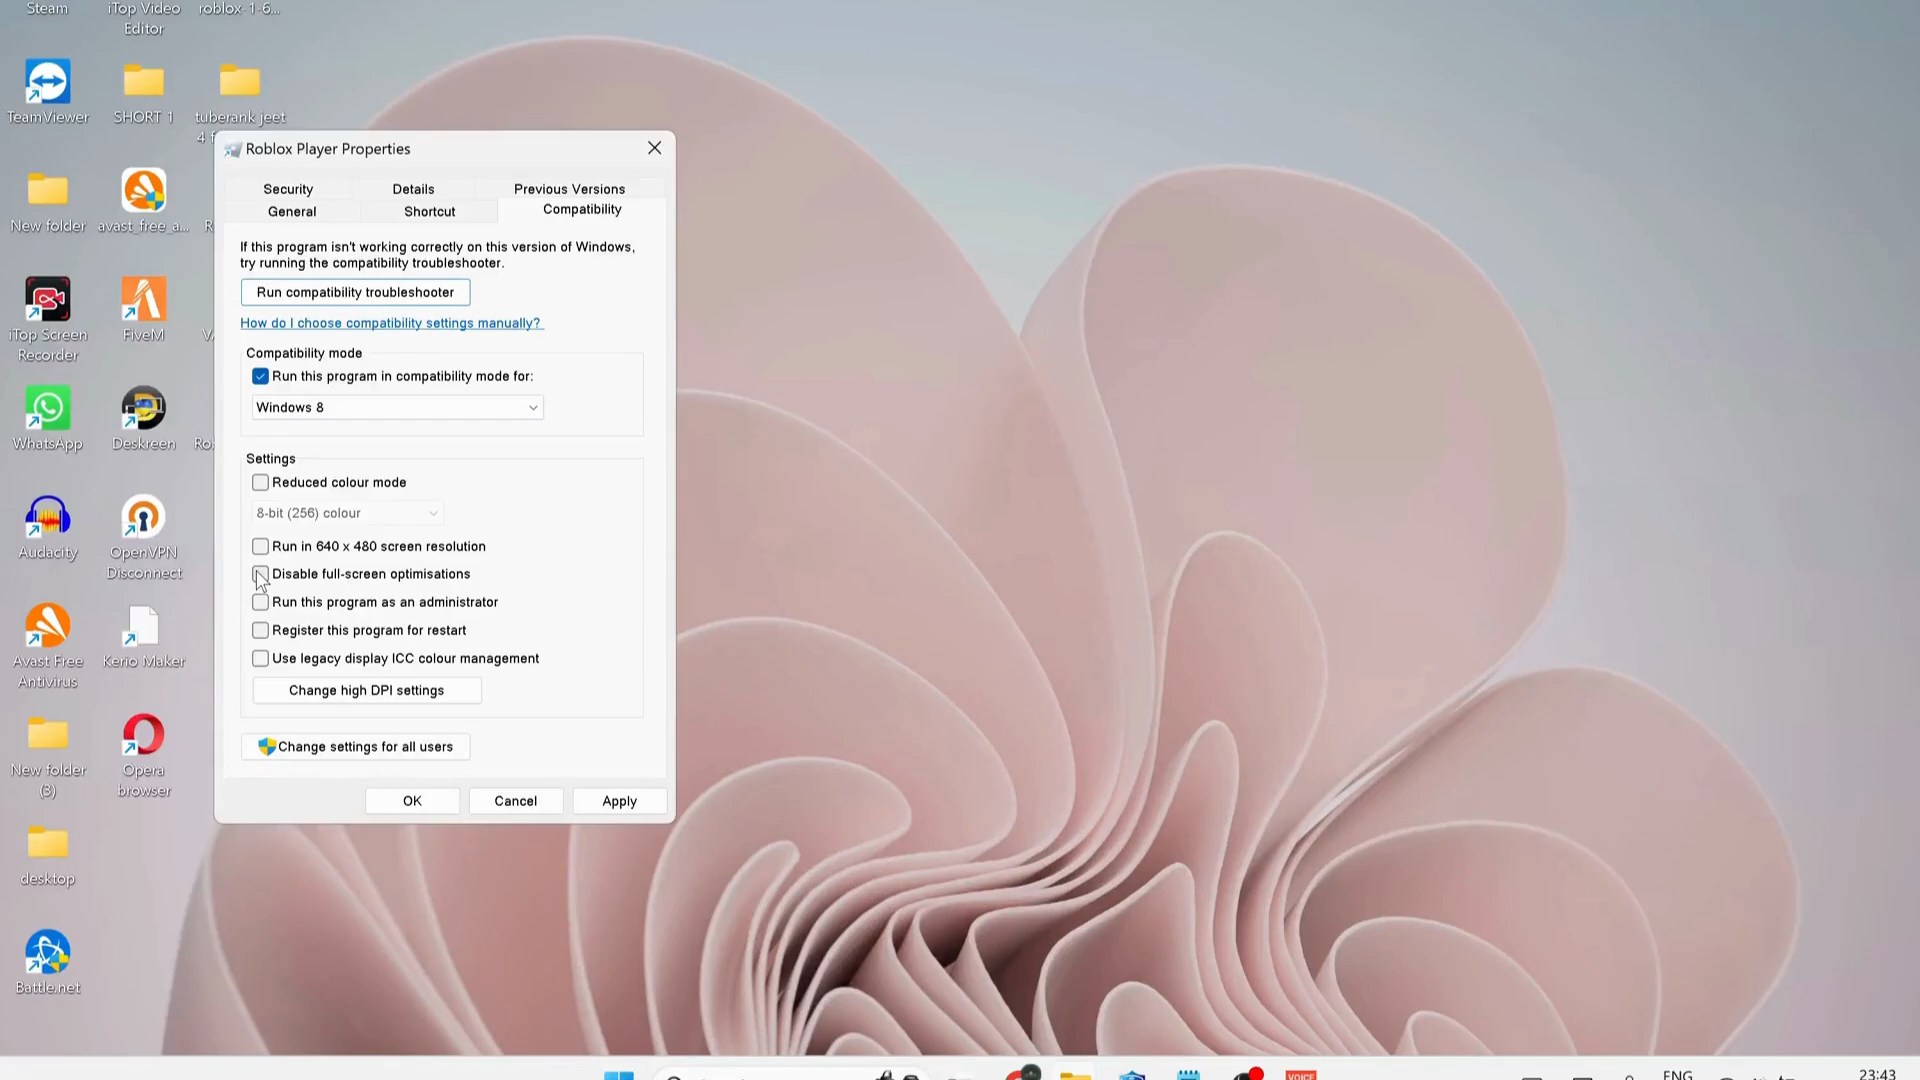 Steam
iTop Video
Editor
roblox-1-6...
TeamViewer
SHORT 1
tuberank jeet
4 f
Roblox Player Properties
Security
Details
Previous Versions
General
Shortcut
Compatibility
If this program isn't working correctly on this version of Windows,
try running the compatibility troubleshooter.
Run compatibility troubleshooter
How do I choose compatibility settings manually?
Compatibility mode
Run this program in compatibility mode for:
Windows 8
Settings
Reduced colour mode
8-bit (256) colour
Run in 640 x 480 screen resolution
Disable full-screen optimisations
Run this program as an administrator
Register this program for restart
Use legacy display ICC colour management
Change high DPI settings
Change settings for all users
OK
Cancel
Apply
New folder
avast_free_a...
R
iTop Screen
Recorder
FiveM
V
WhatsApp
Deskreen
Ro
Audacity
OpenVPN
Disconnect
Avast Free
Antivirus
Kerio Maker
New folder
(3)
Opera
browser
desktop
Battle.net
VOICE
ENG
23:43